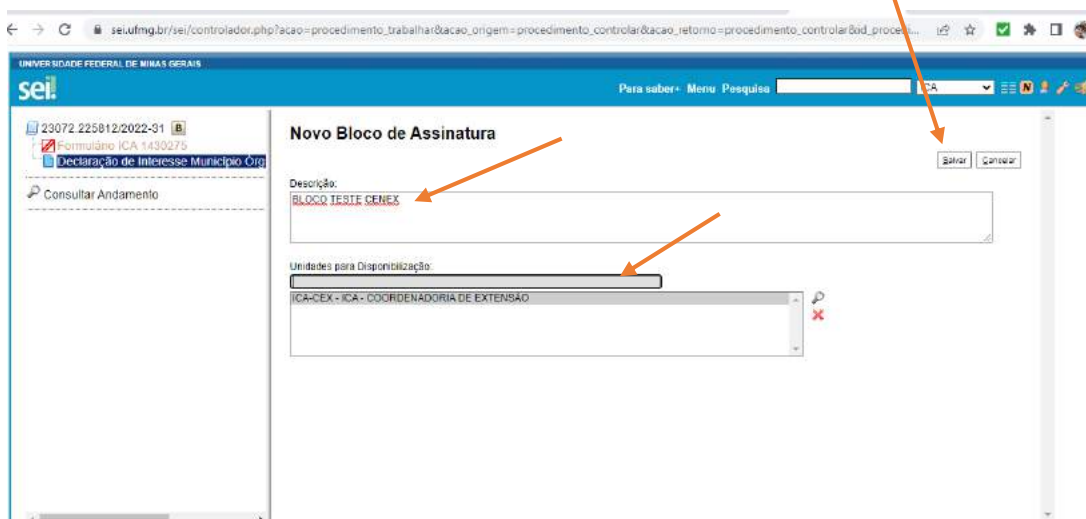 sei.ufmg.br/sei/controlador.php?acao=procedimento_trabalhar&acao_origem=procedimento_controlar&acao_retorno=procedimento_controlar&id_proce...
UNIVERSIDADE FEDERAL DE MINAS GERAIS
sei!
Para saber+ Menu Pesquisa ICA
23072.225812/2022-31
Formulário ICA 1430275
Declaração de Interesse Município Órg
Consultar Andamento
Novo Bloco de Assinatura
Salvar Cancelar
Descrição:
BLOCO TESTE CENEX
Unidades para Disponibilização:
ICA-CEX - ICA - COORDENADORIA DE EXTENSÃO